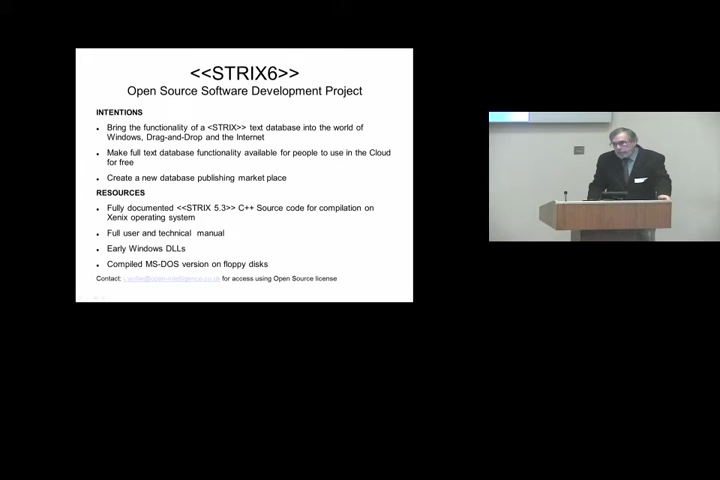 <<STRIX6>>
Open Source Software Development Project
INTENTIONS
• Bring the functionality of a <STRIX>> text database into the world of
Windows, Drag-and-Drop and the Internet
• Make full text database functionality available for people to use in the Cloud
for free
• Create a new database publishing market place
RESOURCES
• Fully documented <<STRIX 5.3>> C++ Source code for compilation on
Xenix operating system
• Full user and technical manual
• Early Windows DLLs
• Compiled MS-DOS version on floppy disks
Contact: for access using Open Source license